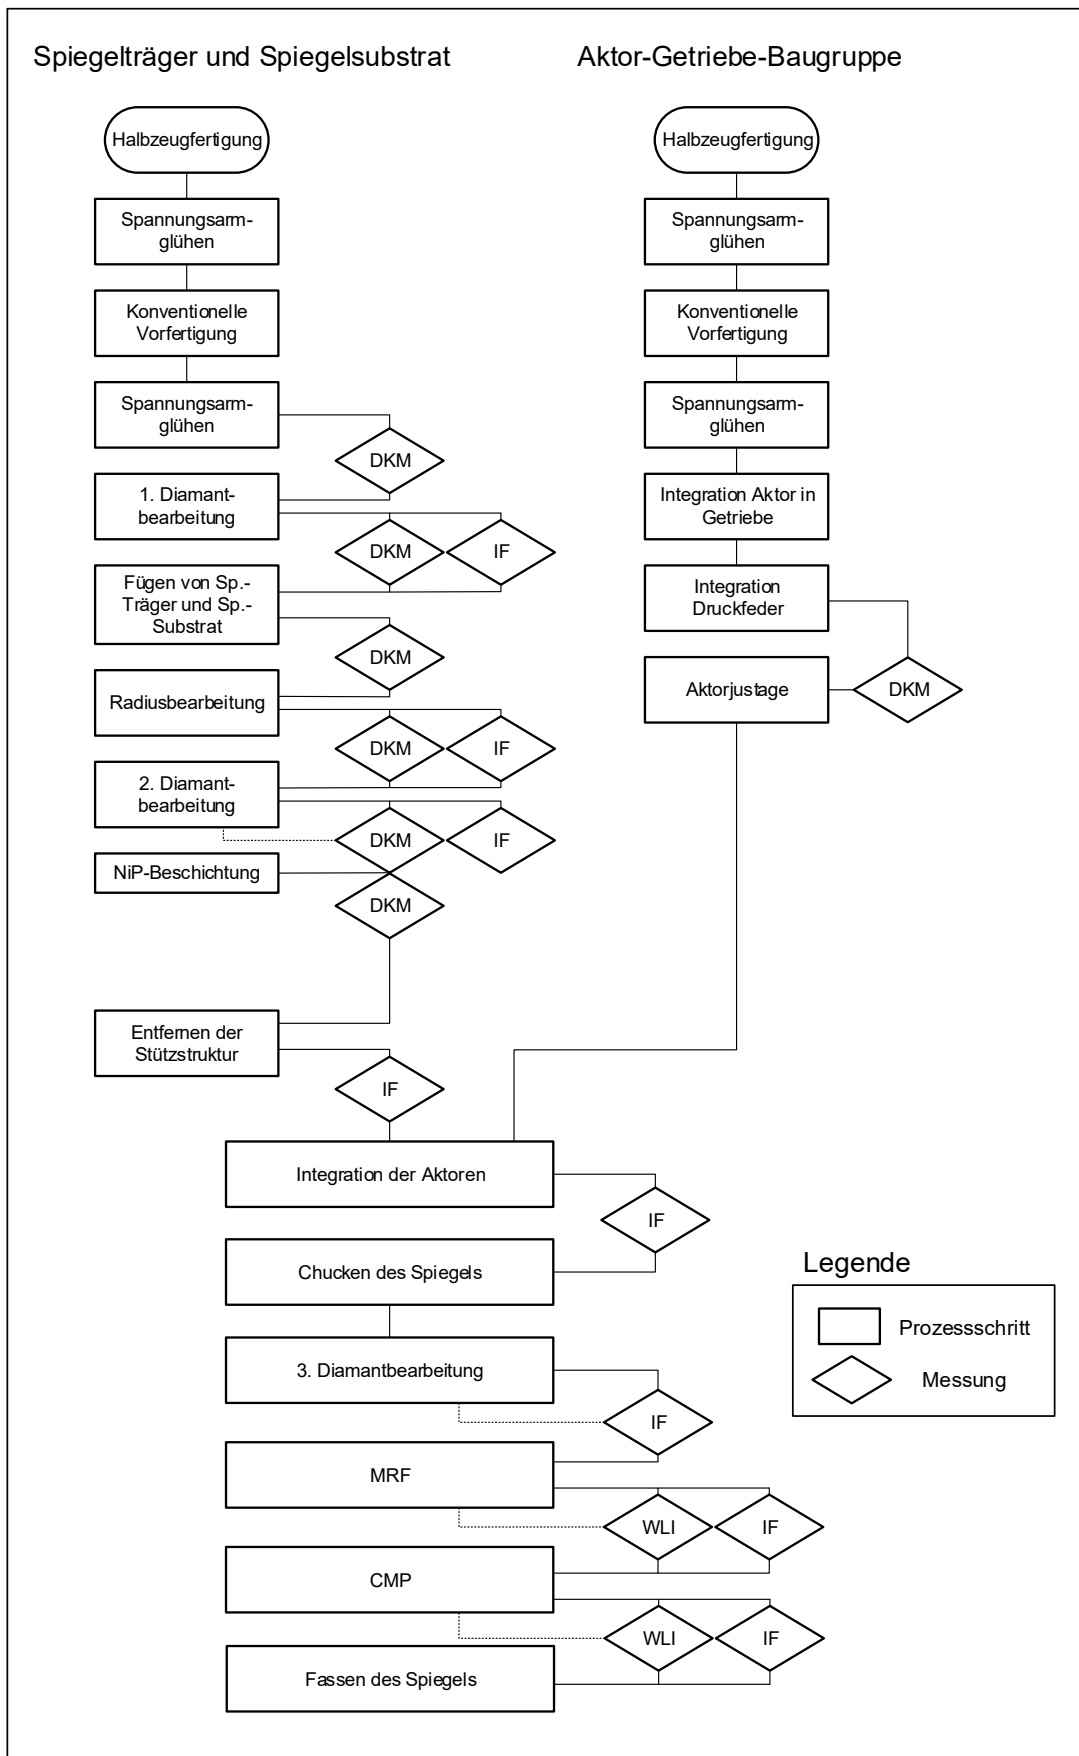 Spiegelträger und Spiegelsubstrat
Aktor-Getriebe-Baugruppe
Halbzeugfertigung
Spannungsarm-
glühen
Konventionelle
Vorfertigung
Spannungsarm-
glühen
DKM
1. Diamant-
bearbeitung
DKM
IF
Fügen von Sp.-
Träger und Sp.-
Substrat
DKM
Radiusbearbeitung
DKM
IF
2. Diamant-
bearbeitung
DKM
IF
NiP-Beschichtung
DKM
Entfernen der
Stützstruktur
IF
Halbzeugfertigung
Spannungsarm-
glühen
Konventionelle
Vorfertigung
Spannungsarm-
glühen
Integration Aktor in
Getriebe
Integration
Druckfeder
DKM
Aktorjustage
Integration der Aktoren
IF
Chucken des Spiegels
3. Diamantbearbeitung
IF
MRF
WLI
IF
CMP
WLI
IF
Fassen des Spiegels
Legende
Prozessschritt
Messung